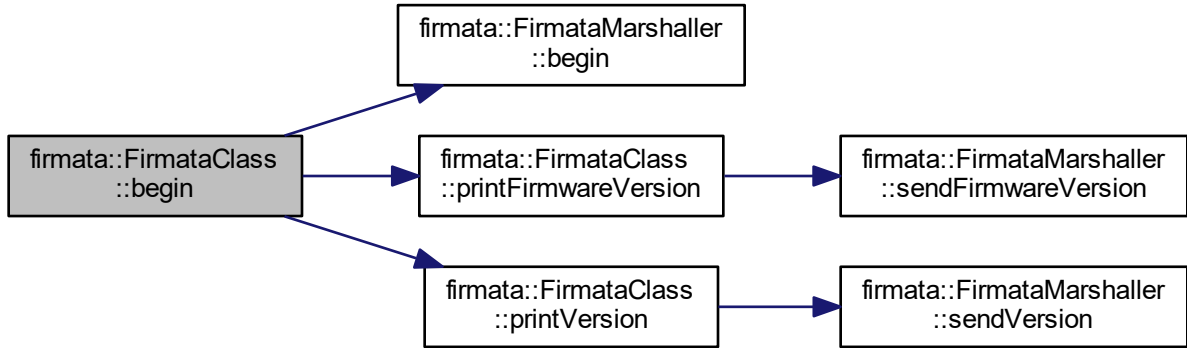 firmata::FirmataMarshaller
::begin
firmata::FirmataClass
::begin
firmata::FirmataClass
::printFirmwareVersion
firmata::FirmataMarshaller
::sendFirmwareVersion
firmata::FirmataClass
::printVersion
firmata::FirmataMarshaller
::sendVersion